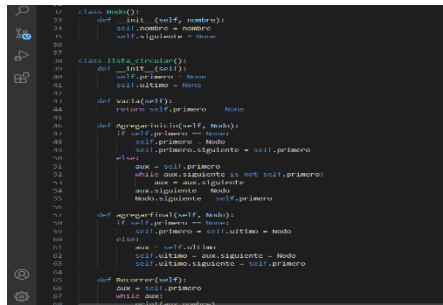 32 class Nodo():
33 def __init__(self, nombre):
34 self.nombre = nombre
35 self.siguiente = None
36
37
38 class lista_circular():
39 def __init__(self):
40 self.primero = None
41 self.ultimo = None
42
43 def vacia(self):
44 return self.primero None
45
46 def Agregarinicio(self, Nodo):
47 if self.primero == None:
48 self.primero = Nodo
49 self.primero.siguiente = self.primero
50 else:
51 aux = self.primero
52 while aux.siguiente is not self.primero:
53 aux = aux.siguiente
54 aux.siguiente Nodo
55 Nodo.siguiente self.primero
56
57 def agregarfinal(self, Nodo):
58 if self.primero == None:
59 self.primero = self.ultimo = Nodo
60 else:
61 aux = self.ultimo
62 self.ultimo = aux.siguiente = Nodo
63 self.ultimo.siguiente = self.primero
64
65 def Recorrer(self):
66 aux = self.primero
67 while aux:
68 print(aux.nombre)